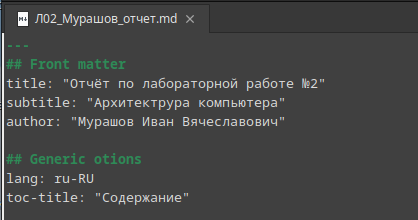 Л02_Мурашов_отчет.md
---
## Front matter
title: "Отчёт по лабораторной работе №2"
subtitle: "Архитектрура компьютера"
author: "Мурашов Иван Вячеславович"
## Generic otions
lang: ru-RU
toc-title: "Содержание"